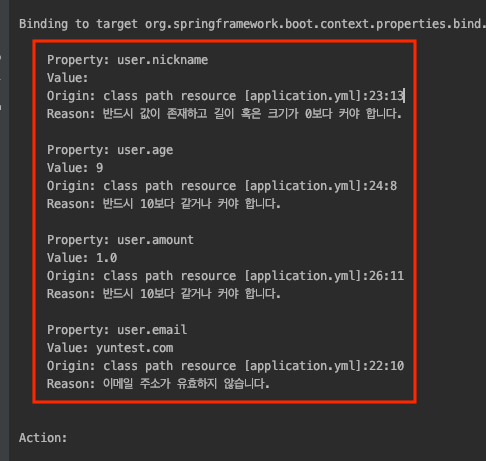 Binding to target org.springframework.boot.context.properties.bind.
Property: user.nickname
Value:
Origin: class path resource [application.yml]:23:13
Reason: 반드시 값이 존재하고 길이 혹은 크기가 0보다 커야 합니다.
Property: user.age
Value: 9
Origin: class path resource [application.yml]:24:8
Reason: 반드시 10보다 같거나 커야 합니다.
Property: user.amount
Value: 1.0
Origin: class path resource [application.yml]:26:11
Reason: 반드시 10보다 같거나 커야 합니다.
Property: user.email
Value: yuntest.com
Origin: class path resource [application.yml]:22:10
Reason: 이메일 주소가 유효하지 않습니다.
Action: